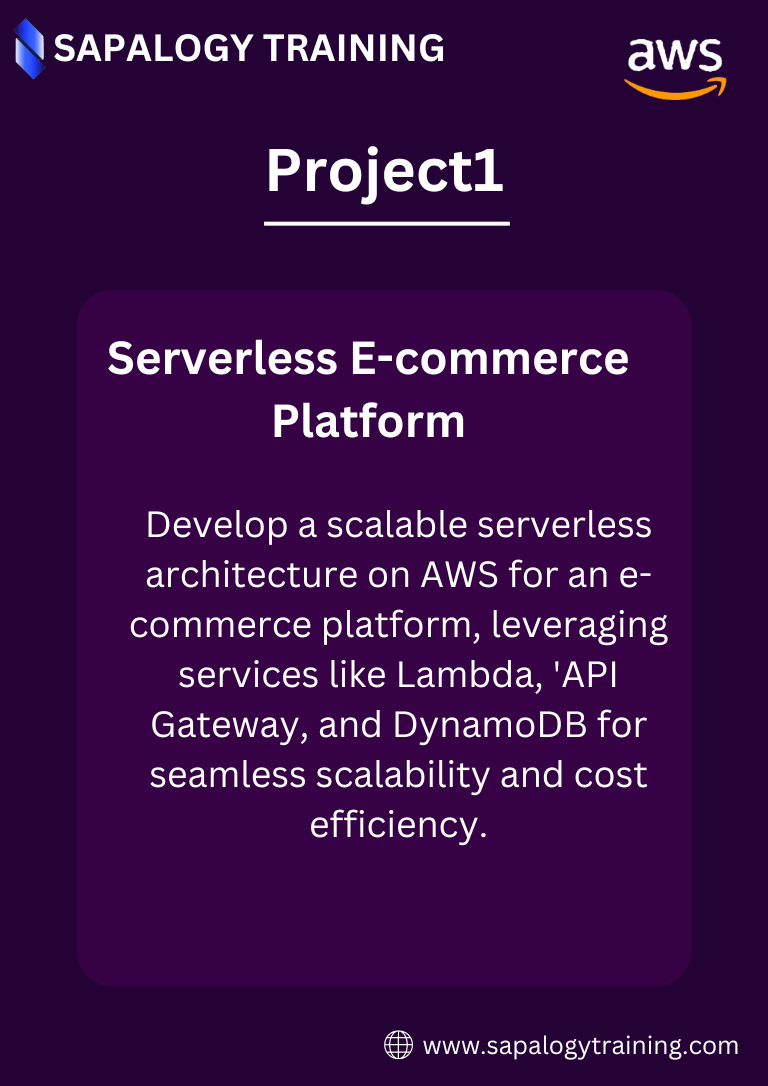 SAPALOGY TRAINING
aws
Project1
Serverless E-commerce
Platform
Develop a scalable serverless
architecture on AWS for an e-
commerce platform, leveraging
services like Lambda, 'API
Gateway, and DynamoDB for
seamless scalability and cost
efficiency.
www.sapalogytraining.com